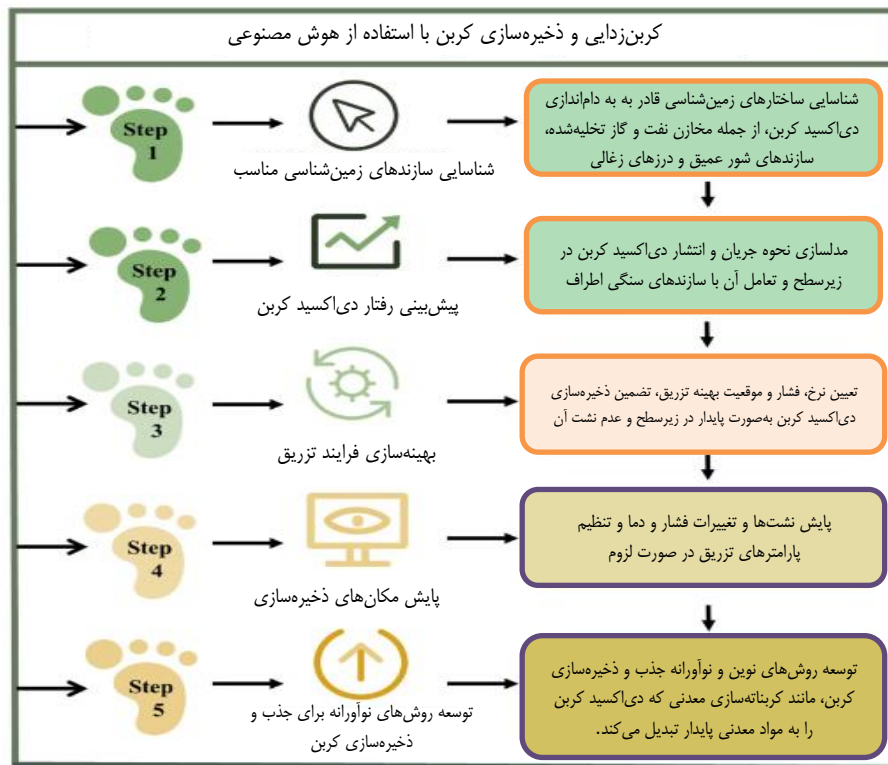 کربن‌زدایی و ذخیره‌سازی کربن با استفاده از هوش مصنوعی
Step
1
شناسایی سازندهای زمین‌شناسی مناسب
شناسایی ساختارهای زمین‌شناسی قادر به به دام‌اندازی
دی‌اکسید کربن، از جمله مخازن نفت و گاز تخلیه‌شده،
سازندهای شور عمیق و درزهای زغالی
Step
2
پیش‌بینی رفتار دی‌اکسید کربن
مدلسازی نحوه جریان و انتشار دی‌اکسید کربن در
زیرسطح و تعامل آن با سازندهای سنگی اطراف
Step
3
بهینه‌سازی فرایند تزریق
تعیین نرخ، فشار و موقعیت بهینه تزریق، تضمین ذخیره‌سازی
دی‌اکسید کربن به‌صورت پایدار در زیرسطح و عدم نشت آن
Step
4
پایش مکان‌های ذخیره‌سازی
پایش نشت‌ها و تغییرات فشار و دما و تنظیم
پارامترهای تزریق در صورت لزوم
Step
5
توسعه روش‌های نوآورانه برای جذب و
ذخیره‌سازی کربن
توسعه روش‌های نوین و نوآورانه جذب و ذخیره‌سازی
کربن، مانند کربناته‌سازی معدنی که دی‌اکسید کربن
را به مواد معدنی پایدار تبدیل می‌کند.